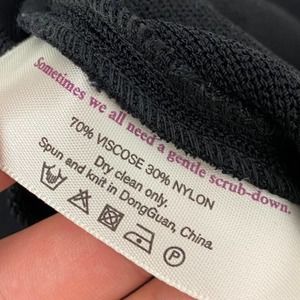 Sometimes we all need a gentle scrub-down.
70% VISCOSE 30% NYLON
Dry clean only.
Spun and knit in DongGuan, China.
P